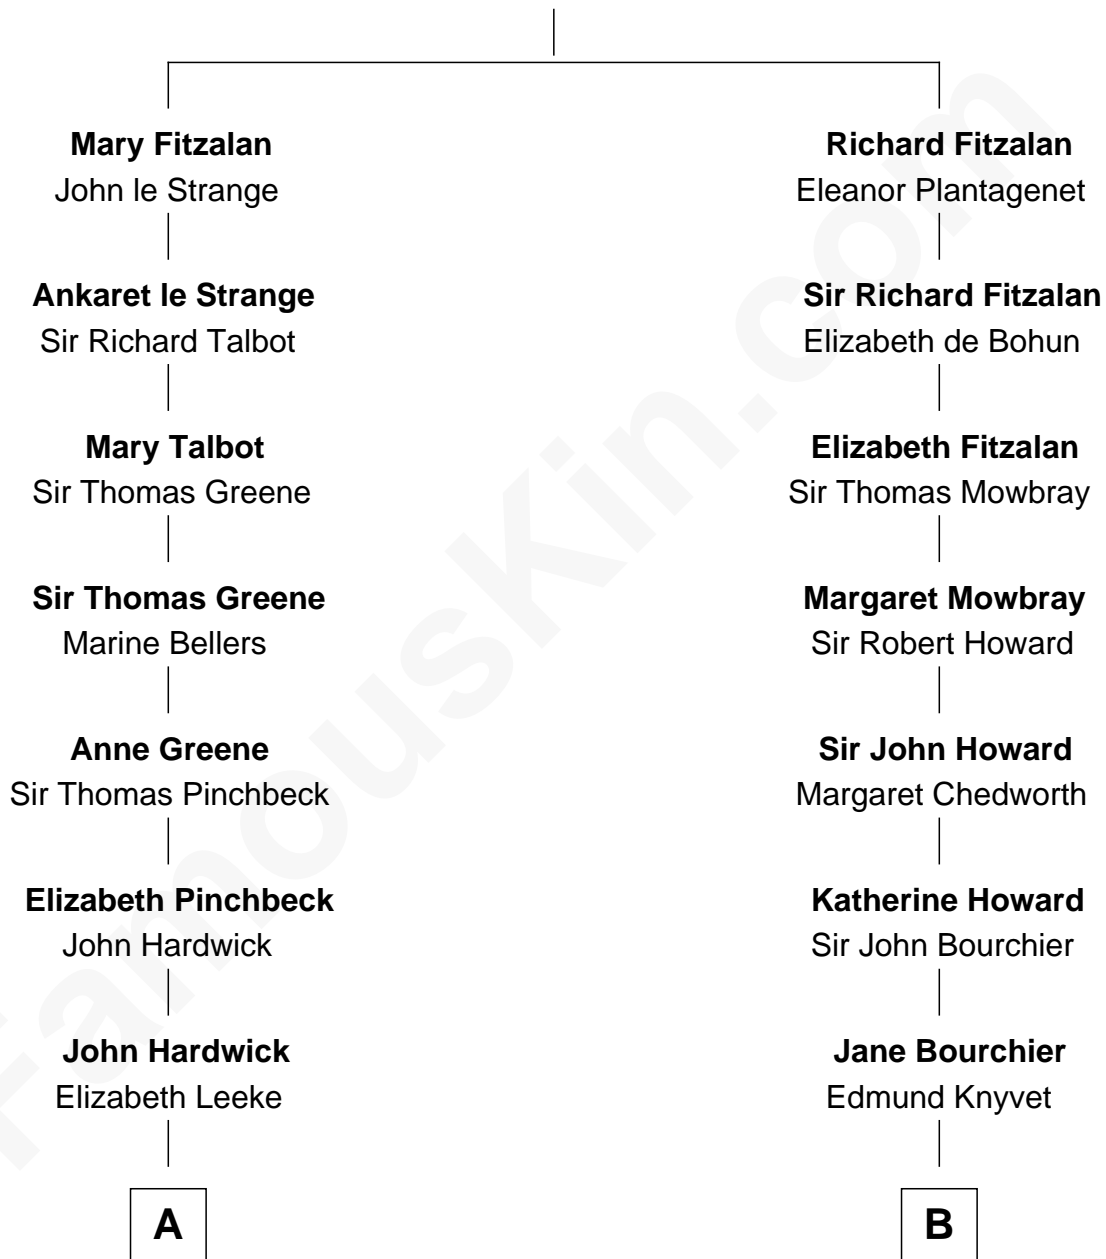 Mary Fitzalan
John le Strange
Ankaret le Strange
Sir Richard Talbot
Mary Talbot
Sir Thomas Greene
Sir Thomas Greene
Marine Bellers
Anne Greene
Sir Thomas Pinchbeck
Elizabeth Pinchbeck
John Hardwick
John Hardwick
Elizabeth Leeke
A
Richard Fitzalan
Eleanor Plantagenet
Sir Richard Fitzalan
Elizabeth de Bohun
Elizabeth Fitzalan
Sir Thomas Mowbray
Margaret Mowbray
Sir Robert Howard
Sir John Howard
Margaret Chedworth
Katherine Howard
Sir John Bourchier
Jane Bourchier
Edmund Knyvet
B
FamousKin.com